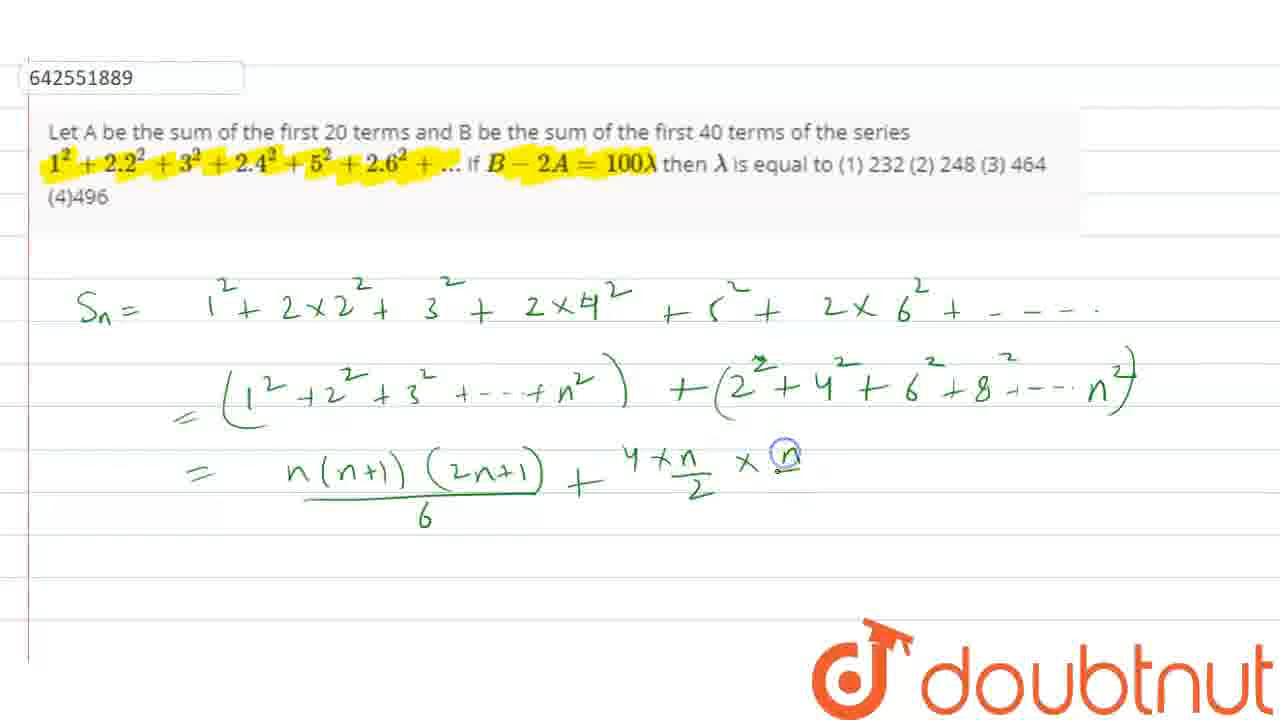 642551889
Let A be the sum of the first 20 terms and B be the sum of the first 40 terms of the series
1² + 2.2² + 3² + 2.4² + 5² + 2.6² + ... If B − 2A = 100λ then λ is equal to (1) 232 (2) 248 (3) 464
(4)496
Sₙ = 1² + 2×2² + 3² + 2×4² + 5² + 2×6² + - - - -
= (1² + 2² + 3² + - - - + n²) + (2² + 4² + 6² + 8² + - - - n²)
= n(n+1)(2n+1)/6 + 4×n/2 × n
doubtnut